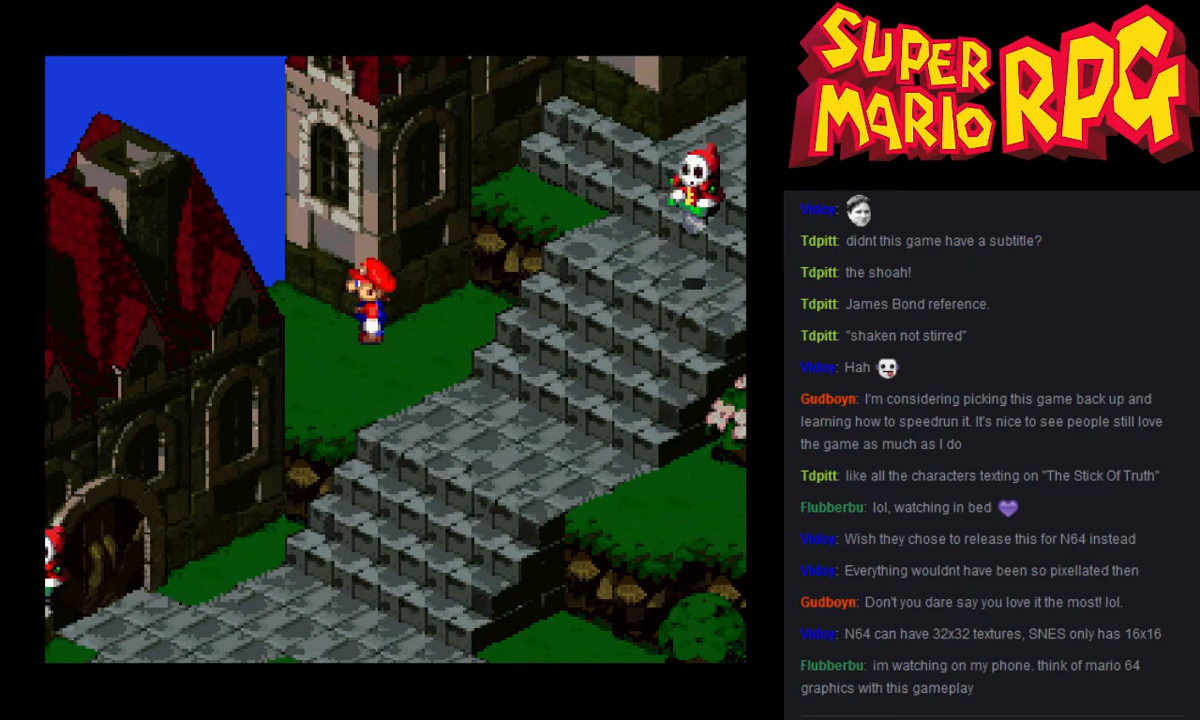 SUPER
MARIO RPG
Vidoy:
Tdpitt: didnt this game have a subtitle?
Tdpitt: the shoah!
Tdpitt: James Bond reference.
Tdpitt: "shaken not stirred"
Vidoy: Hah
Gudboyn: I'm considering picking this game back up and
learning how to speedrun it. It's nice to see people still love
the game as much as I do
Tdpitt: like all the characters texting on "The Stick Of Truth"
Flubberbu: lol, watching in bed
Vidoy: Wish they chose to release this for N64 instead
Vidoy: Everything wouldnt have been so pixellated then
Gudboyn: Don't you dare say you love it the most! lol.
Vidoy: N64 can have 32x32 textures, SNES only has 16x16
Flubberbu: im watching on my phone. think of mario 64
graphics with this gameplay